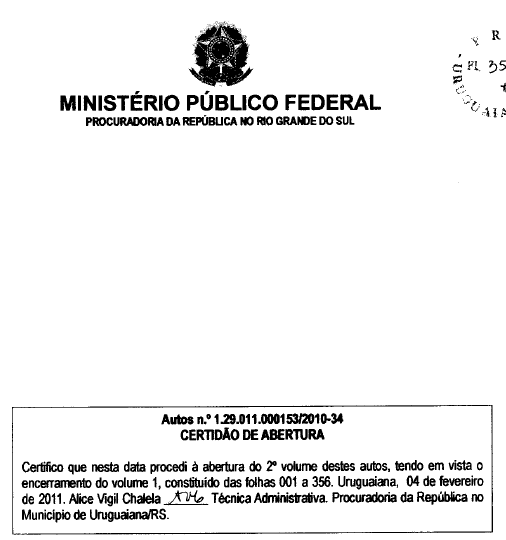 P R
FL 35
URUGUAIA
MINISTÉRIO PÚBLICO FEDERAL
PROCURADORIA DA REPÚBLICA NO RIO GRANDE DO SUL
Autos n.º 1.29.011.000153/2010-34
CERTIDÃO DE ABERTURA
Certifico que nesta data procedi à abertura do 2º volume destes autos, tendo em vista o
encerramento do volume 1, constituído das folhas 001 a 356. Uruguaiana, 04 de fevereiro
de 2011. Alice Vigil Chalela Técnica Administrativa. Procuradoria da República no
Município de Uruguaiana/RS.